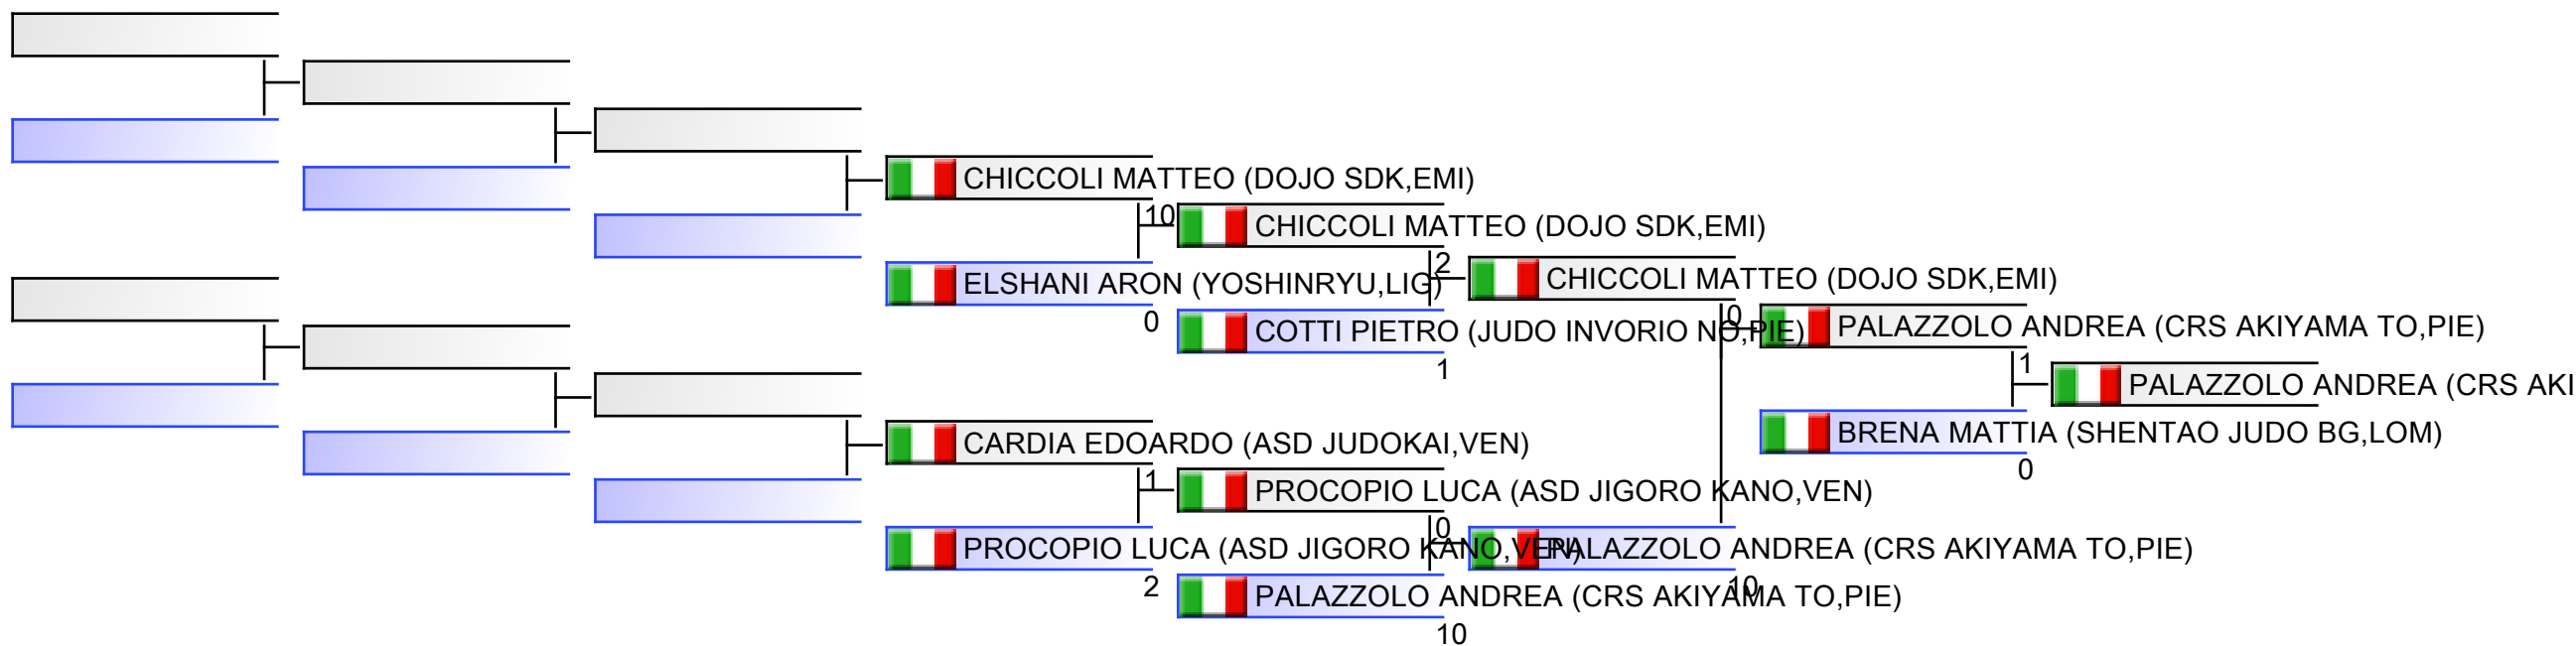 CHICCOLI MATTEO (DOJO SDK,EMI)
10
CHICCOLI MATTEO (DOJO SDK,EMI)
ELSHANI ARON (YOSHINRYU,LIG)
0
2
CHICCOLI MATTEO (DOJO SDK,EMI)
COTTI PIETRO (JUDO INVORIO NO,PIE)
1
0
PALAZZOLO ANDREA (CRS AKIYAMA TO,PIE)
1
PALAZZOLO ANDREA (CRS AKI
BRENA MATTIA (SHENTAO JUDO BG,LOM)
0
CARDIA EDOARDO (ASD JUDOKAI,VEN)
1
PROCOPIO LUCA (ASD JIGORO KANO,VEN)
PROCOPIO LUCA (ASD JIGORO KANO,VEN)
2
0
PALAZZOLO ANDREA (CRS AKIYAMA TO,PIE)
10
PALAZZOLO ANDREA (CRS AKIYAMA TO,PIE)
10